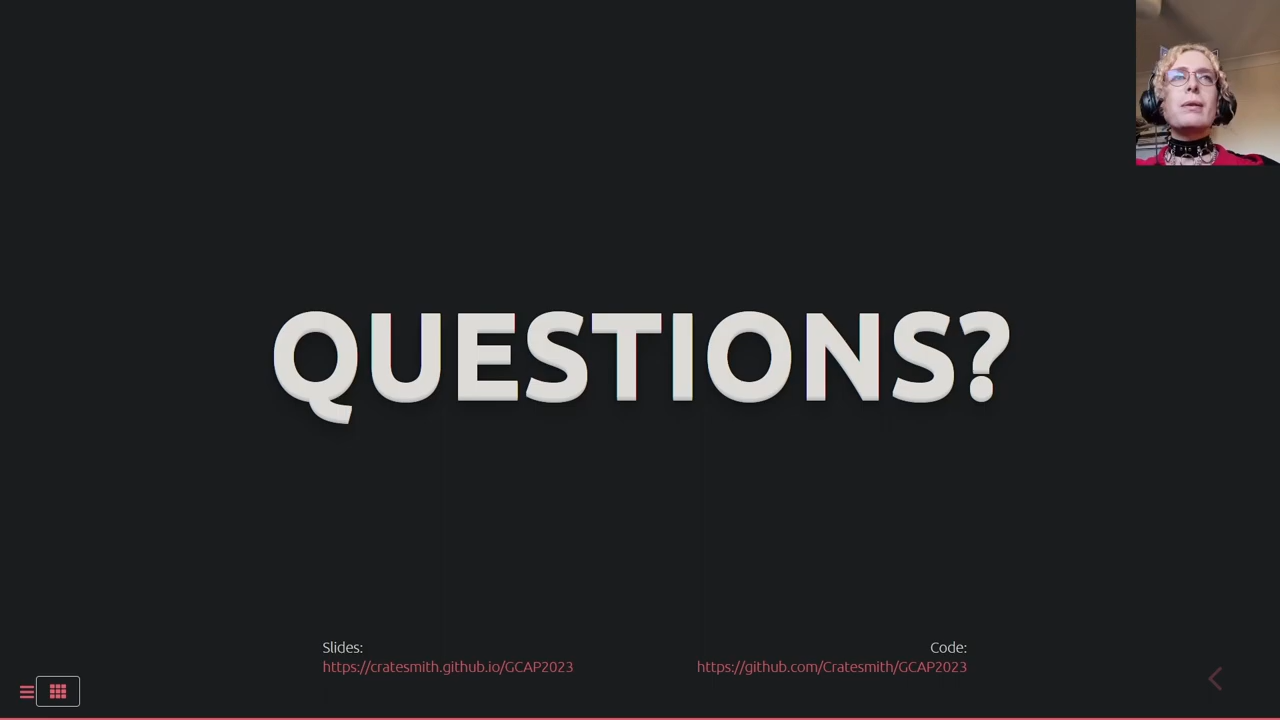 QUESTIONS?
Slides:
https://cratesmith.github.io/GCAP2023
Code:
https://github.com/Cratesmith/GCAP2023